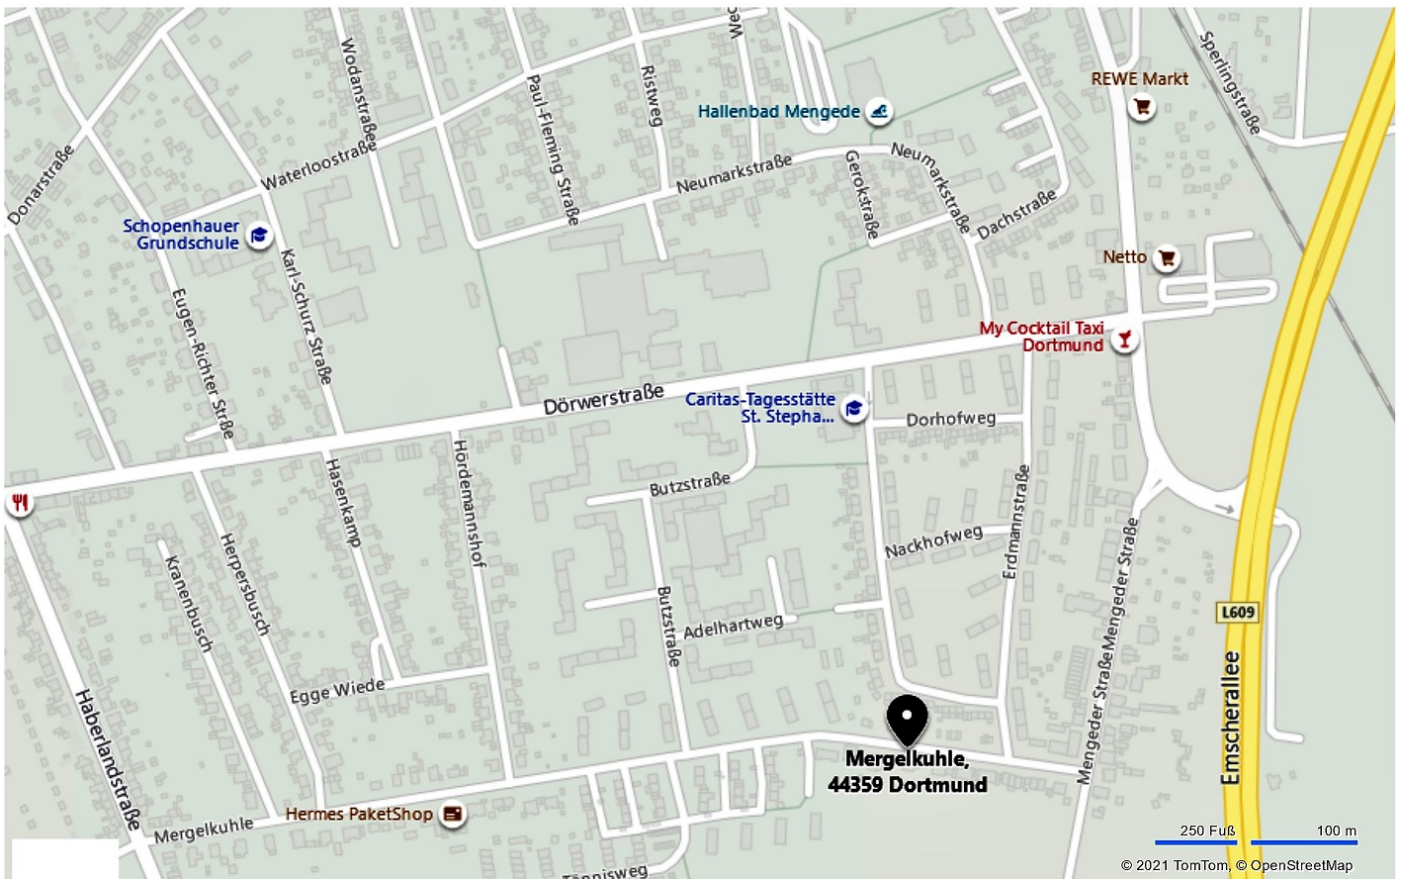 Wodanstraße
Paul-Fleming Straße
Ristweg
Sperlingstraße
REWE Markt
Hallenbad Mengede
Donarstraße
Waterloostraße
Neumarkstraße
Gerokstraße
Neumarkstraße
Dachstraße
Schopenhauer
Grundschule
Karl-Schurz Straße
Eugen-Richter Strße
Netto
My Cocktail Taxi
Dortmund
Dörwerstraße
Caritas-Tagesstätte
St. Stepha...
Dorhofweg
Butzstraße
Hasenkamp
Hördemannshof
Nackhofweg
Erdmannstraße
Mengeder Straße
Herpersbusch
Kranenbusch
Butzstraße
Adelhartweg
L609
Egge Wiede
Haberlandstraße
Mengeder Straße
Emscherallee
Mergelkuhle,
44359 Dortmund
Hermes PaketShop
Mergelkuhle
250 Fuß
100 m
© 2021 TomTom, © OpenStreetMap